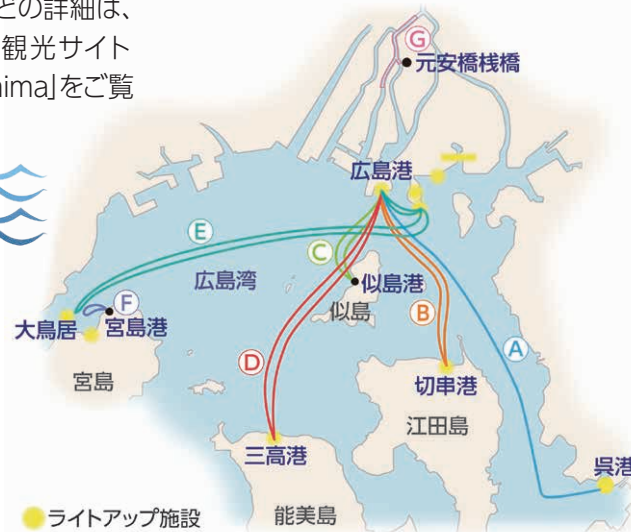 どの詳細は、
観光サイト
hima」をご覧
G
元安橋桟橋
広島港
E
C
広島湾
似島港
F
似島
B
大鳥居
宮島港
A
D
宮島
切串港
江田島
三高港
呉港
ライトアップ施設
能美島